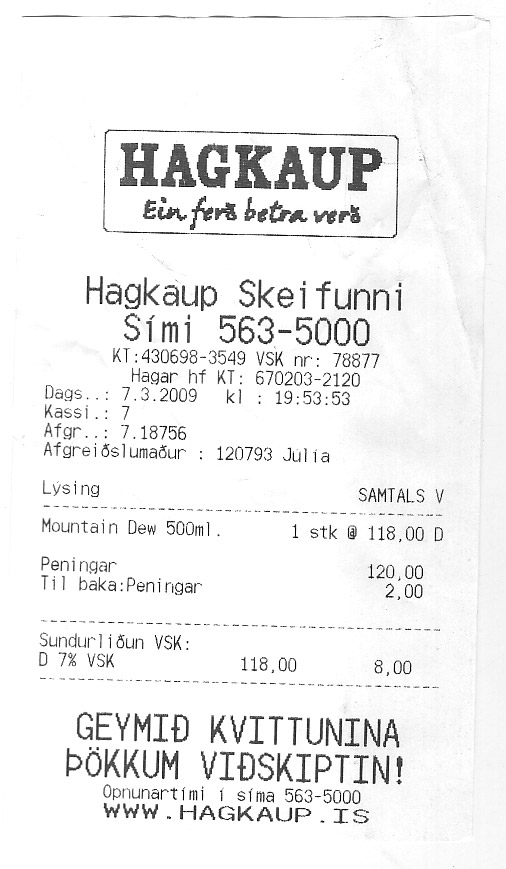 HAGKAUP
Ein ferð betra verð
Hagkaup Skeifunni
Sími 563-5000
KT:430698-3549 VSK nr: 78877
Hagar hf KT: 670203-2120
Dags..: 7.3.2009 kl : 19:53:53
Kassi.: 7
Afgr..: 7.18756
Afgreiðslumaður : 120793 Júlía
Lýsing SAMTALS V
Mountain Dew 500ml. 1 stk @ 118,00 D
Peningar 120,00
Til baka:Peningar 2,00
Sundurliðun VSK:
D 7% VSK 118,00 8,00
GEYMIÐ KVITTUNINA
ÞÖKKUM VIÐSKIPTIN!
Opnunartími í síma 563-5000
WWW.HAGKAUP.IS